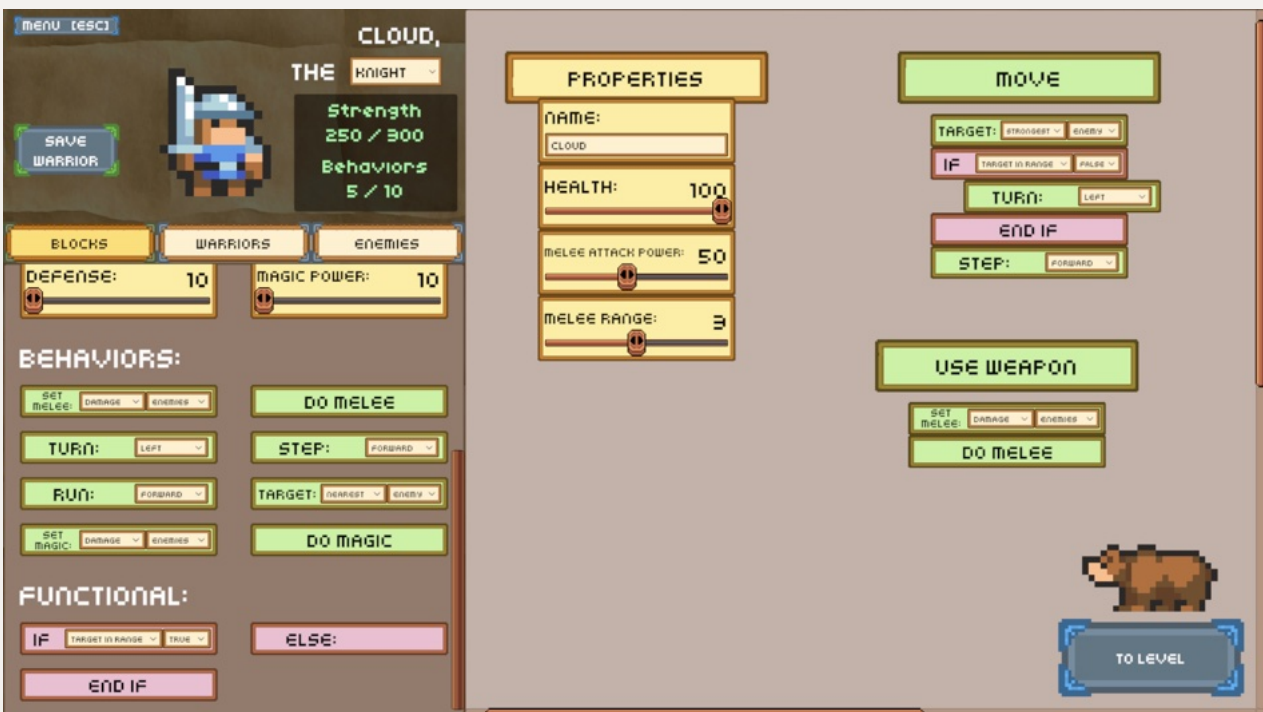 MENU [ESC]
CLOUD,
THE KNIGHT
Strength
250 / 300
Behaviors
5 / 10
SAVE
WARRIOR
BLOCKS
WARRIORS
ENEMIES
DEFENSE: 10
MAGIC POWER: 10
BEHAVIORS:
SET MELEE: DAMAGE ENEMIES
DO MELEE
TURN: LEFT
STEP: FORWARD
RUN: FORWARD
TARGET: NEAREST ENEMY
SET MAGIC: DAMAGE ENEMIES
DO MAGIC
FUNCTIONAL:
IF TARGET IN RANGE TRUE
ELSE:
END IF
PROPERTIES
NAME:
CLOUD
HEALTH: 100
MELEE ATTACK POWER: 50
MELEE RANGE: 3
MOVE
TARGET: STRONGEST ENEMY
IF TARGET IN RANGE FALSE
TURN: LEFT
END IF
STEP: FORWARD
USE WEAPON
SET MELEE: DAMAGE ENEMIES
DO MELEE
TO LEVEL